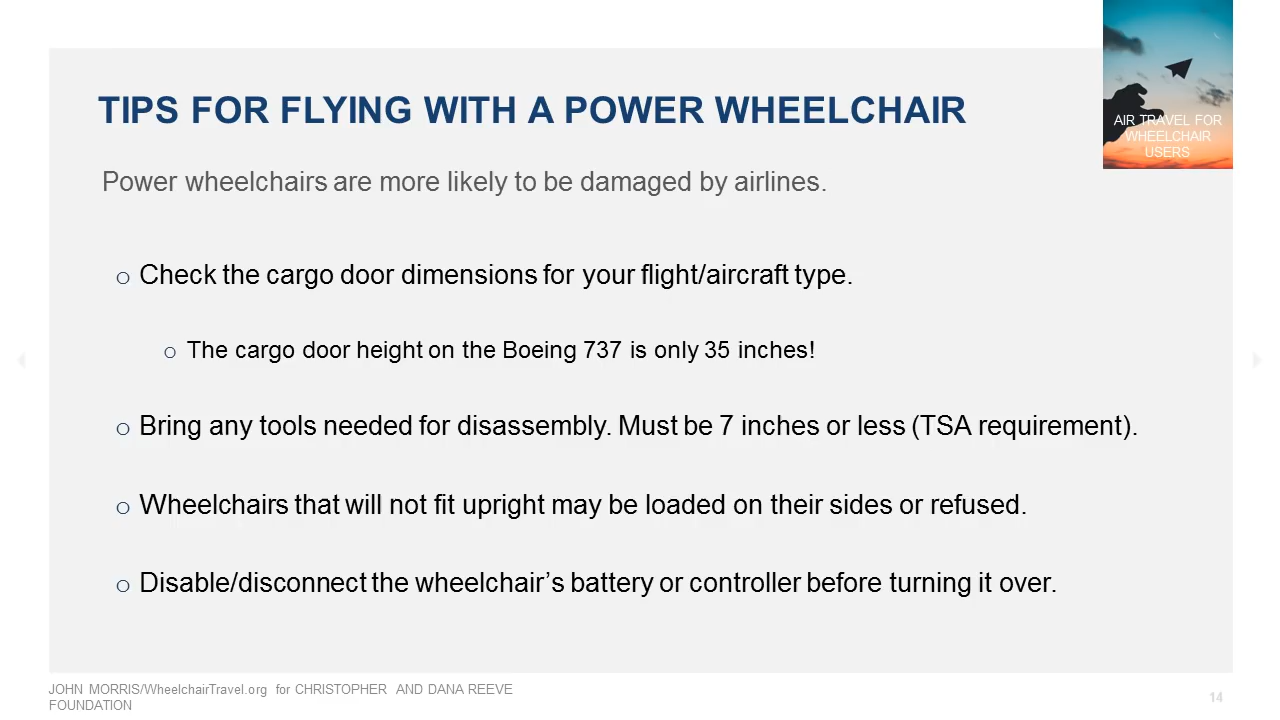 AIR TRAVEL FOR
WHEELCHAIR
USERS
TIPS FOR FLYING WITH A POWER WHEELCHAIR
Power wheelchairs are more likely to be damaged by airlines.
o Check the cargo door dimensions for your flight/aircraft type.
o The cargo door height on the Boeing 737 is only 35 inches!
o Bring any tools needed for disassembly. Must be 7 inches or less (TSA requirement).
o Wheelchairs that will not fit upright may be loaded on their sides or refused.
o Disable/disconnect the wheelchair’s battery or controller before turning it over.
JOHN MORRIS/WheelchairTravel.org for CHRISTOPHER AND DANA REEVE
FOUNDATION
14